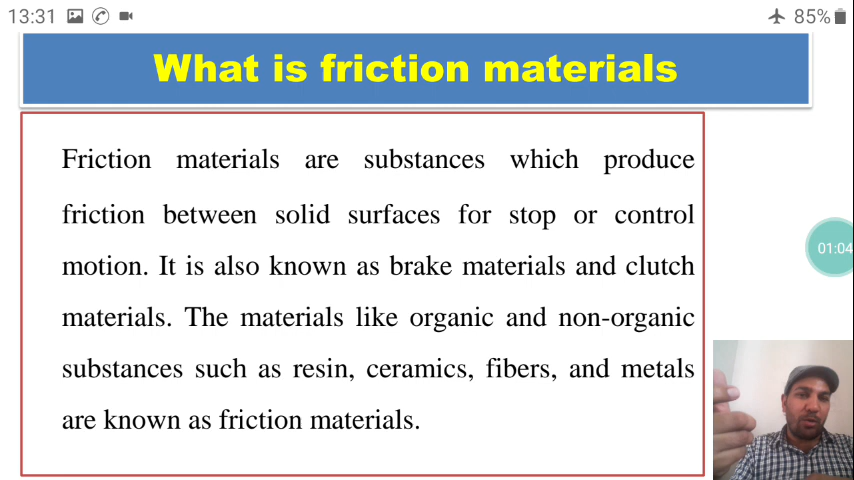 13:31 85%
What is friction materials
Friction materials are substances which produce
friction between solid surfaces for stop or control
motion. It is also known as brake materials and clutch
materials. The materials like organic and non-organic
substances such as resin, ceramics, fibers, and metals
are known as friction materials.
01:04